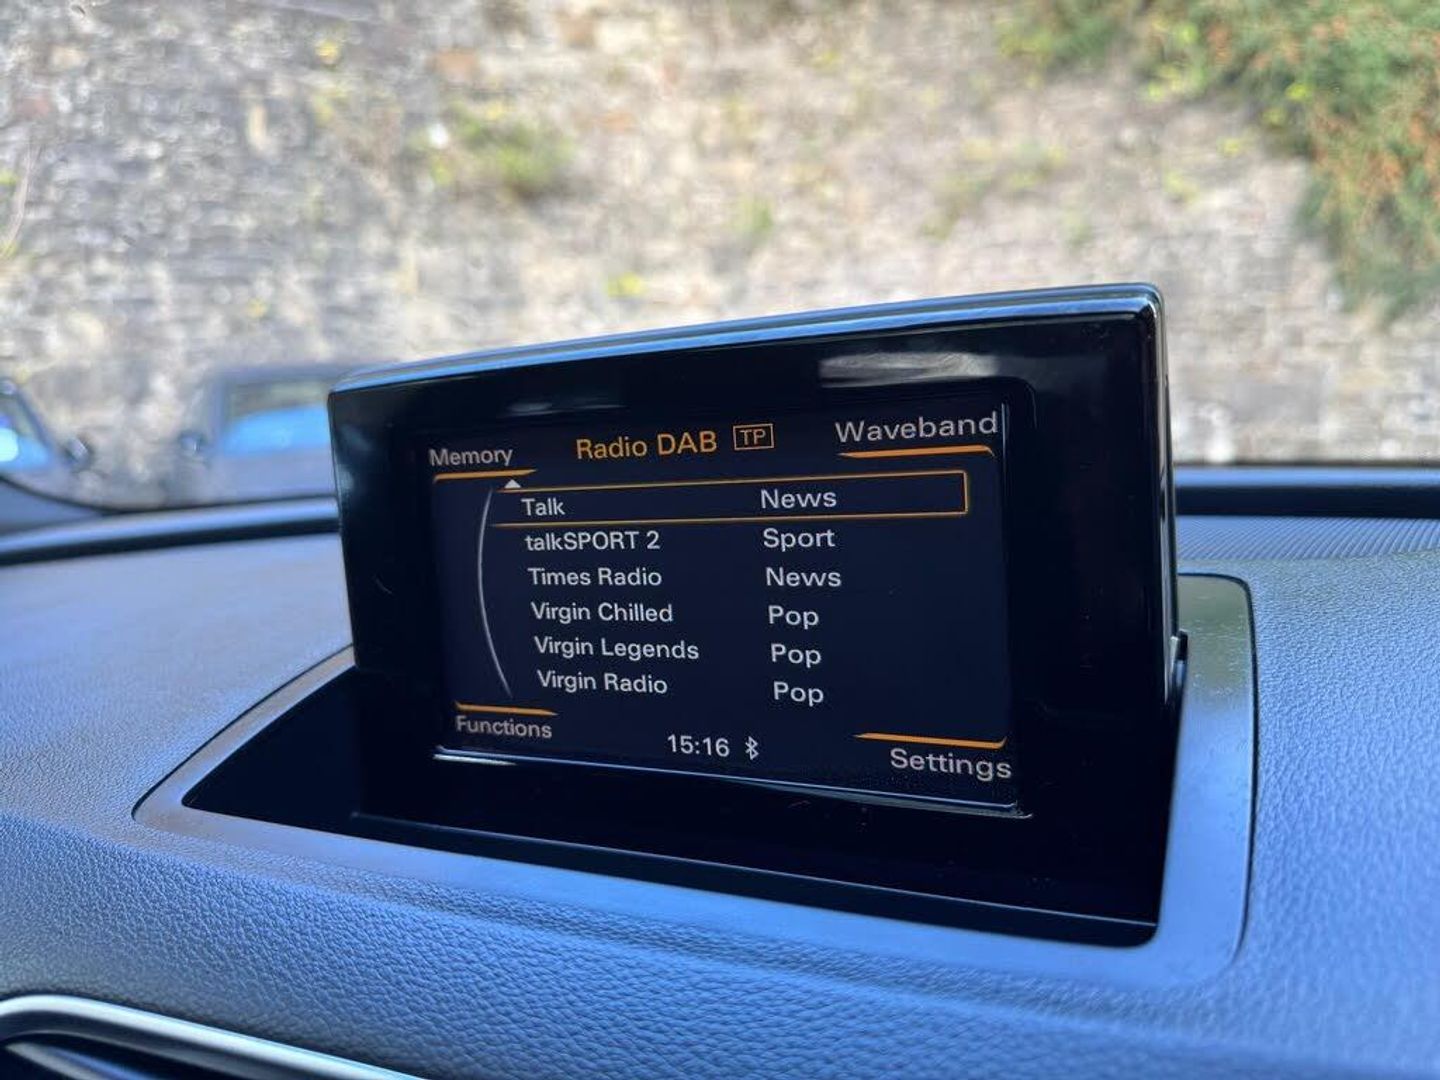 Memory Radio DAB TP Waveband
Talk News
talkSPORT 2 Sport
Times Radio News
Virgin Chilled Pop
Virgin Legends Pop
Virgin Radio Pop
Functions 15:16 Settings